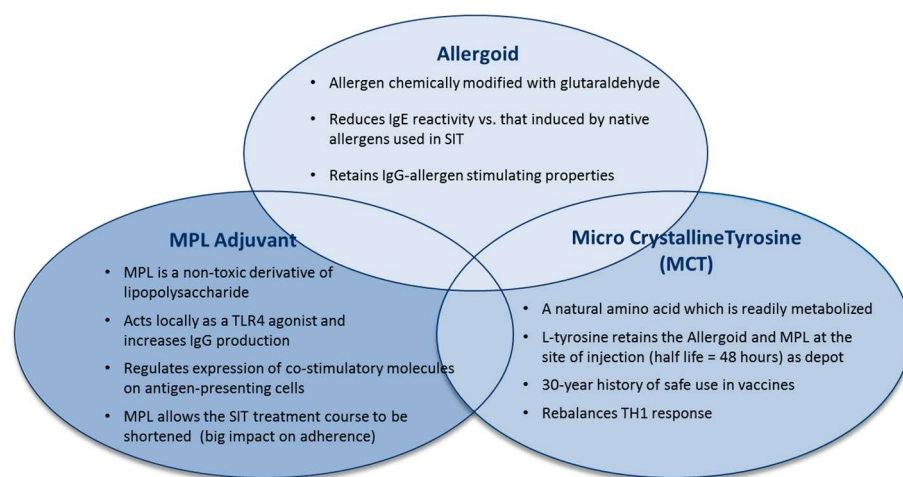 Allergoid
• Allergen chemically modified with glutaraldehyde
• Reduces IgE reactivity vs. that induced by native
allergens used in SIT
• Retains IgG-allergen stimulating properties
MPL Adjuvant
• MPL is a non-toxic derivative of
lipopolysaccharide
• Acts locally as a TLR4 agonist and
increases IgG production
• Regulates expression of co-stimulatory molecules
on antigen-presenting cells
• MPL allows the SIT treatment course to be
shortened (big impact on adherence)
Micro CrystallineTyrosine
(MCT)
• A natural amino acid which is readily metabolized
• L-tyrosine retains the Allergoid and MPL at the
site of injection (half life = 48 hours) as depot
• 30-year history of safe use in vaccines
• Rebalances TH1 response